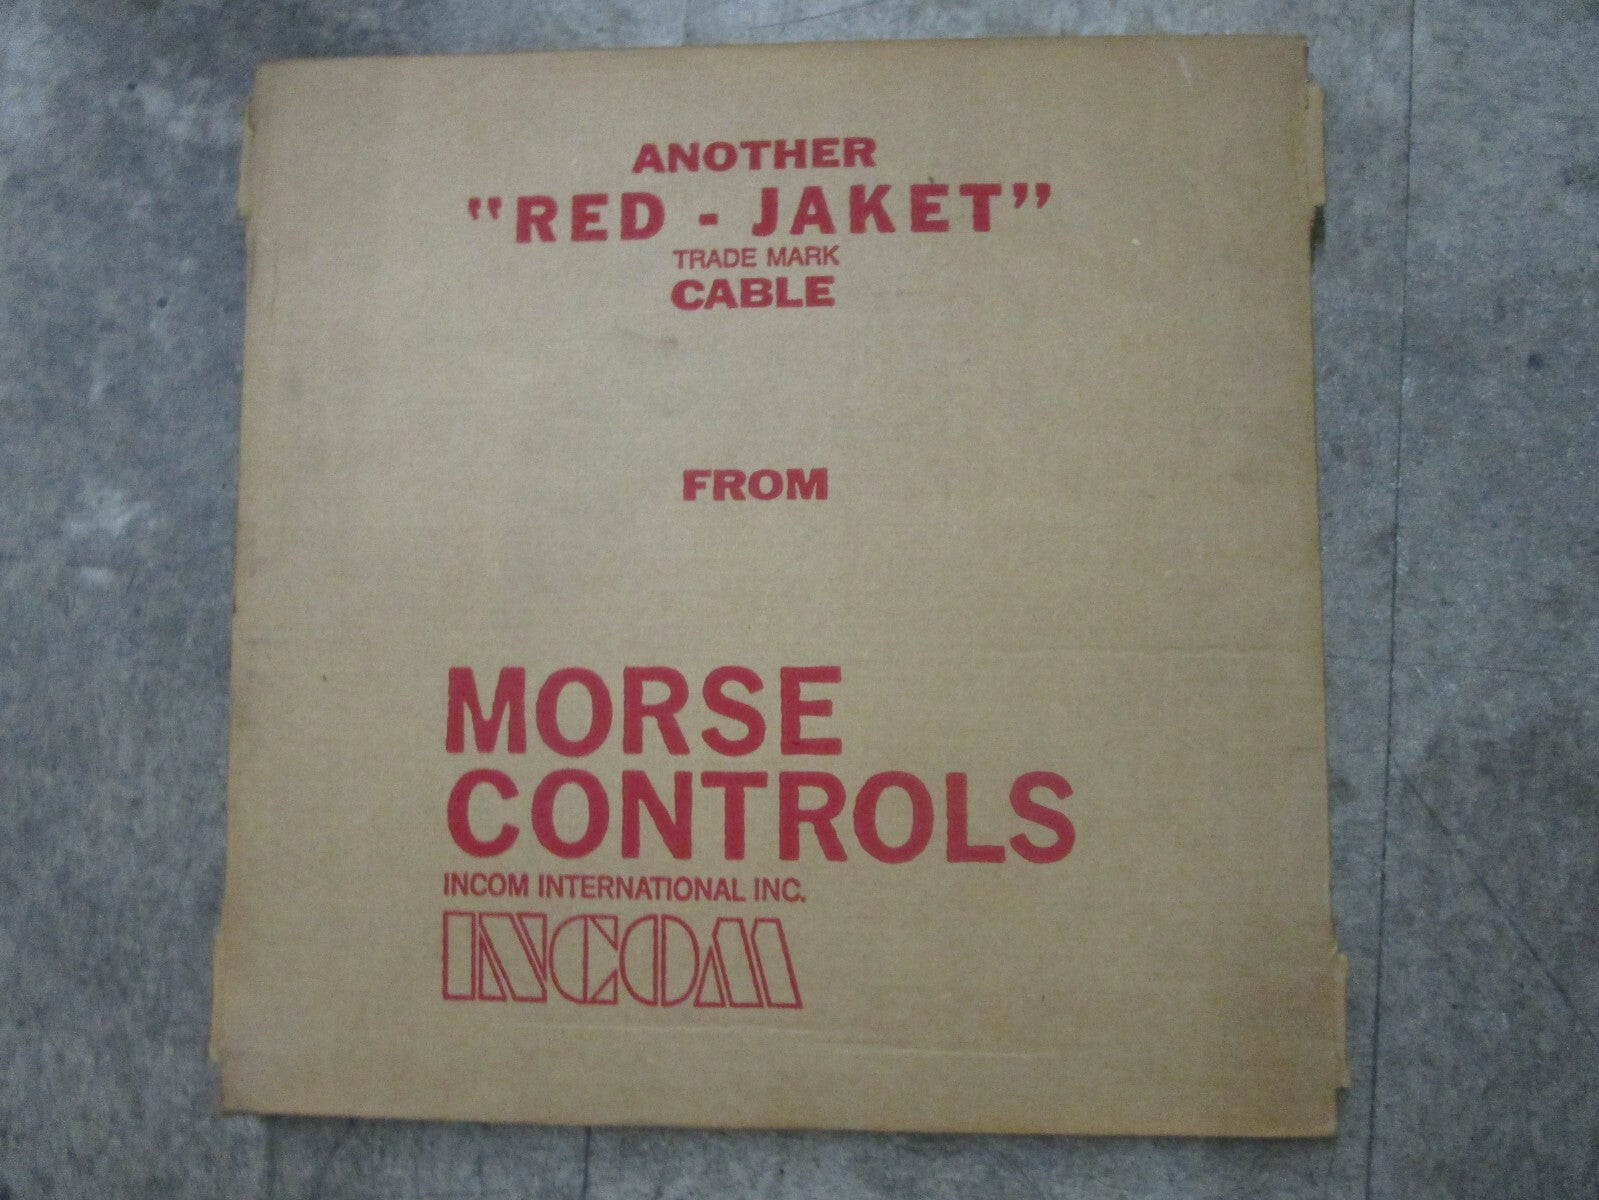 ANOTHER
"RED - JAKET"
TRADE MARK
CABLE
FROM
MORSE
CONTROLS
INCOM INTERNATIONAL INC.
INCOM